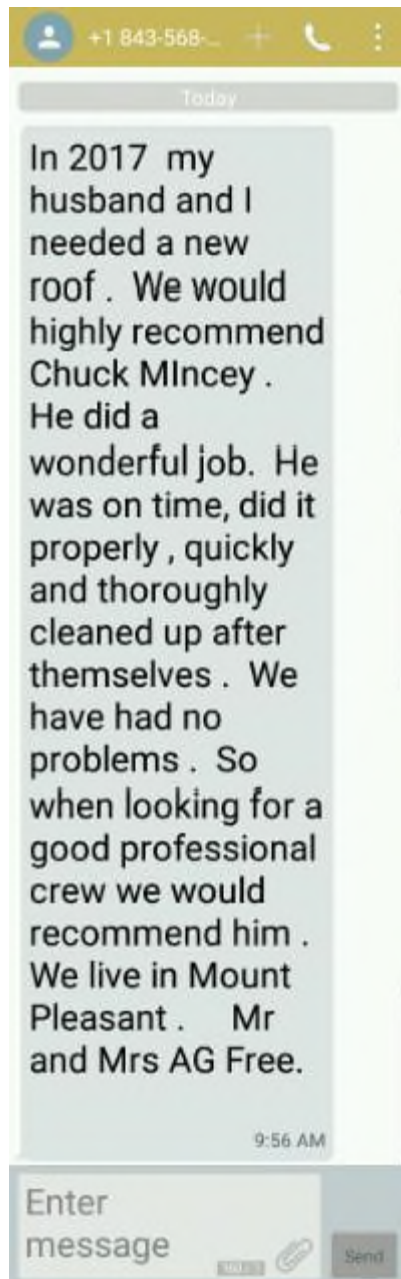 +1 843-568-...
Today
In 2017  my
husband and I
needed a new
roof .  We would
highly recommend
Chuck MIncey .
He did a
wonderful job.  He
was on time, did it
properly , quickly
and thoroughly
cleaned up after
themselves .  We
have had no
problems .  So
when looking for a
good professional
crew we would
recommend him .
We live in Mount
Pleasant .    Mr
and Mrs AG Free.
9:56 AM
Enter
message
Send